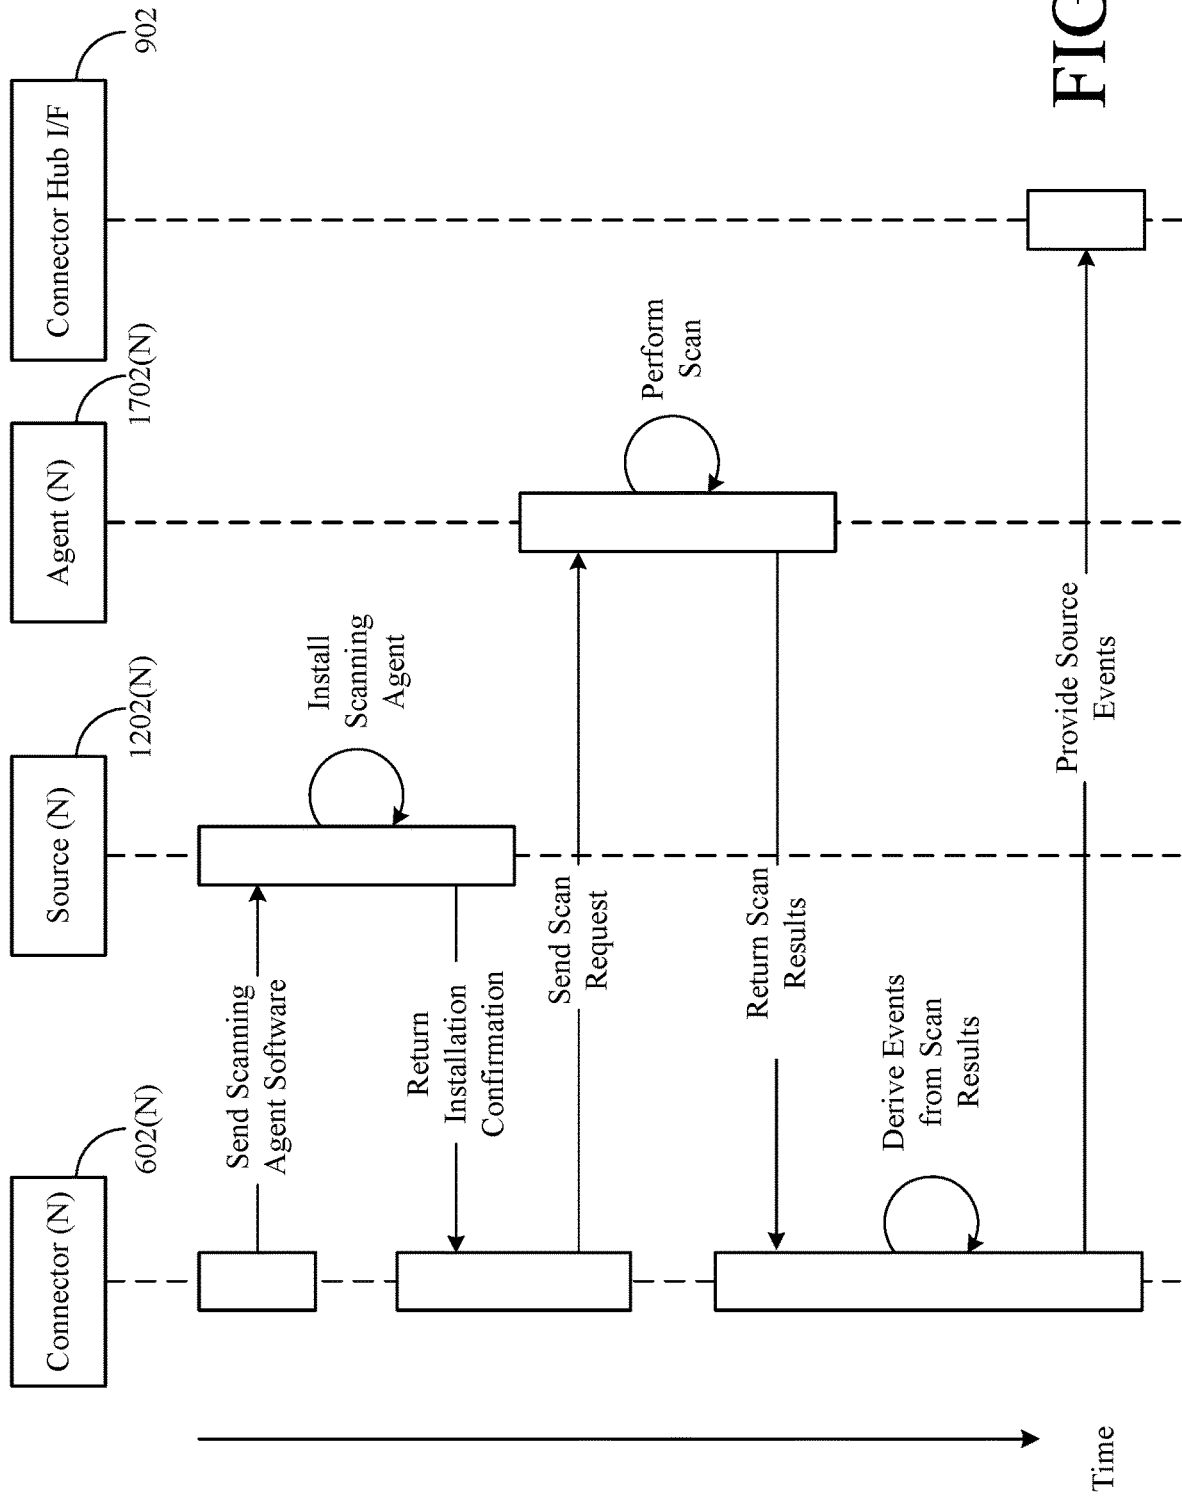 Connector (N)
602(N)
Source (N)
1202(N)
Agent (N)
1702(N)
Connector Hub I/F
902
Send Scanning
Agent Software
Install
Scanning
Agent
Return
Installation
Confirmation
Send Scan
Request
Perform
Scan
Return Scan
Results
Derive Events
from Scan
Results
Provide Source
Events
Time
FIG